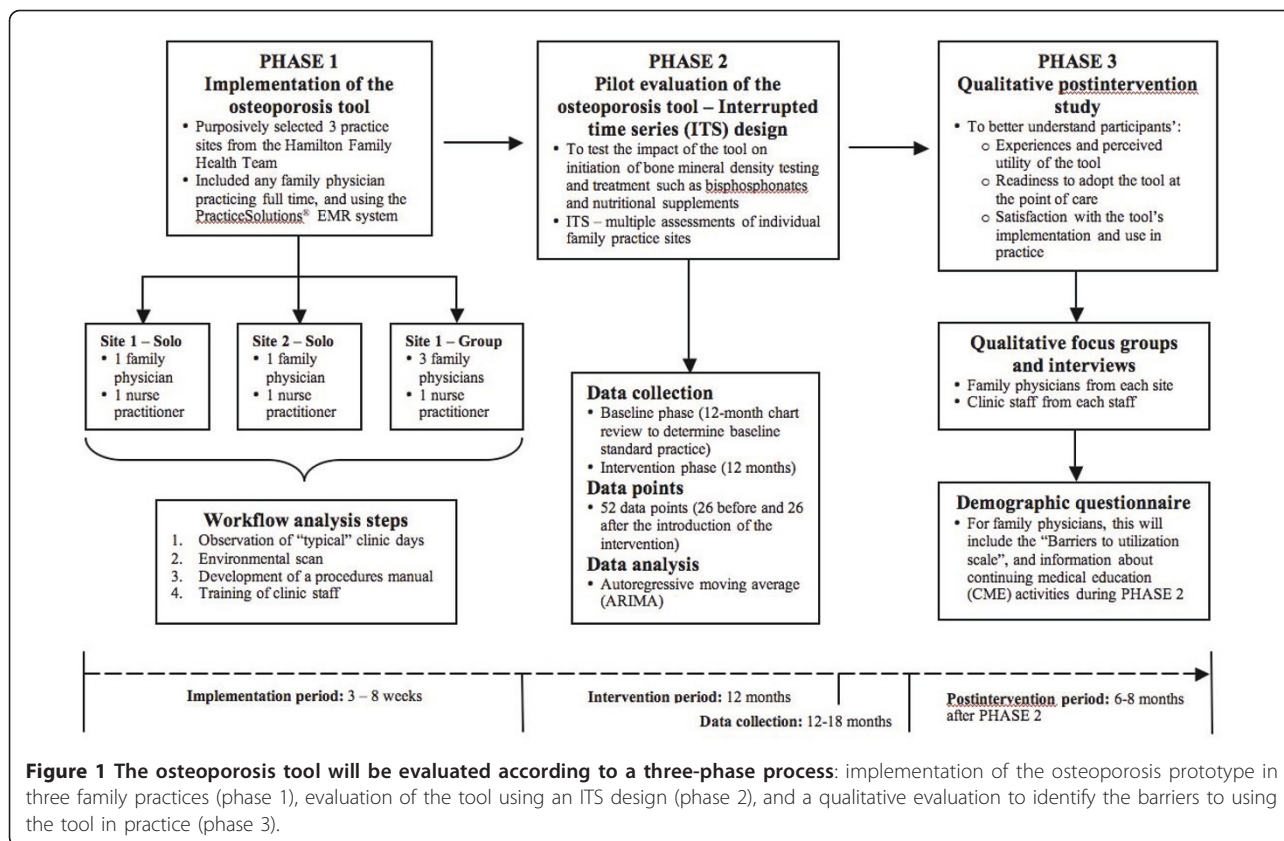 PHASE 1
Implementation of the
osteoporosis tool
• Purposively selected 3 practice
sites from the Hamilton Family
Health Team
• Included any family physician
practicing full time, and using the
PracticeSolutions® EMR system
PHASE 2
Pilot evaluation of the
osteoporosis tool – Interrupted
time series (ITS) design
• To test the impact of the tool on
initiation of bone mineral density testing
and treatment such as bisphosphonates
and nutritional supplements
• ITS – multiple assessments of individual
family practice sites
PHASE 3
Qualitative postintervention
study
• To better understand participants':
o Experiences and perceived
utility of the tool
o Readiness to adopt the tool at
the point of care
o Satisfaction with the tool's
implementation and use in
practice
Site 1 – Solo
• 1 family
physician
• 1 nurse
practitioner
Site 2 – Solo
• 1 family
physician
• 1 nurse
practitioner
Site 1 – Group
• 3 family
physicians
• 1 nurse
practitioner
Workflow analysis steps
1. Observation of "typical" clinic days
2. Environmental scan
3. Development of a procedures manual
4. Training of clinic staff
Data collection
• Baseline phase (12-month chart
review to determine baseline
standard practice)
• Intervention phase (12 months)
Data points
• 52 data points (26 before and 26
after the introduction of the
intervention)
Data analysis
• Autoregressive moving average
(ARIMA)
Qualitative focus groups
and interviews
• Family physicians from each site
• Clinic staff from each staff
Demographic questionnaire
• For family physicians, this will
include the "Barriers to utilization
scale", and information about
continuing medical education
(CME) activities during PHASE 2
Implementation period: 3 – 8 weeks
Intervention period: 12 months
Data collection: 12-18 months
Postintervention period: 6-8 months
after PHASE 2
Figure 1 The osteoporosis tool will be evaluated according to a three-phase process: implementation of the osteoporosis prototype in
three family practices (phase 1), evaluation of the tool using an ITS design (phase 2), and a qualitative evaluation to identify the barriers to using
the tool in practice (phase 3).